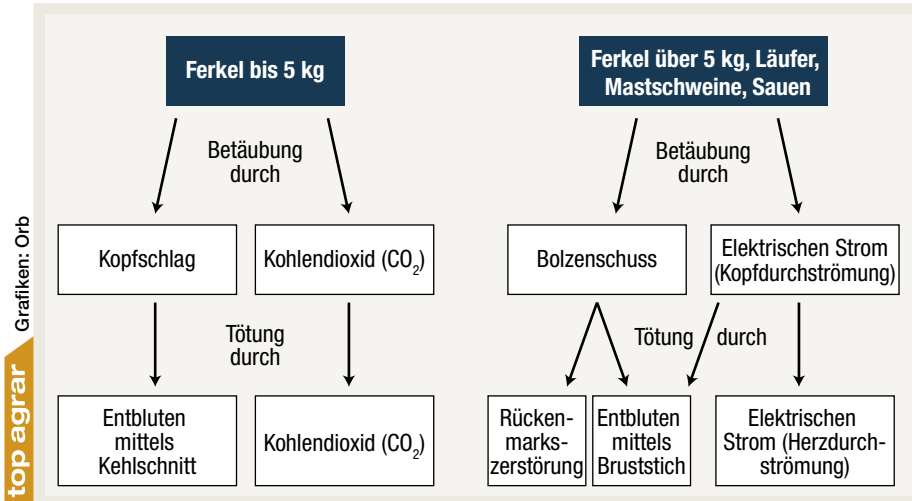 Ferkel bis 5 kg
Ferkel über 5 kg, Läufer,
Mastschweine, Sauen
Betäubung
durch
Betäubung
durch
Kopfschlag
Kohlendioxid (CO₂)
Bolzenschuss
Elektrischen Strom
(Kopfdurchströmung)
Tötung
durch
Tötung durch
Entbluten
mittels
Kehlschnitt
Kohlendioxid (CO₂)
Rücken-
marks-
zerstörung
Entbluten
mittels
Bruststich
Elektrischen
Strom (Herzdurch-
strömung)
Grafiken: Orb
top agrar